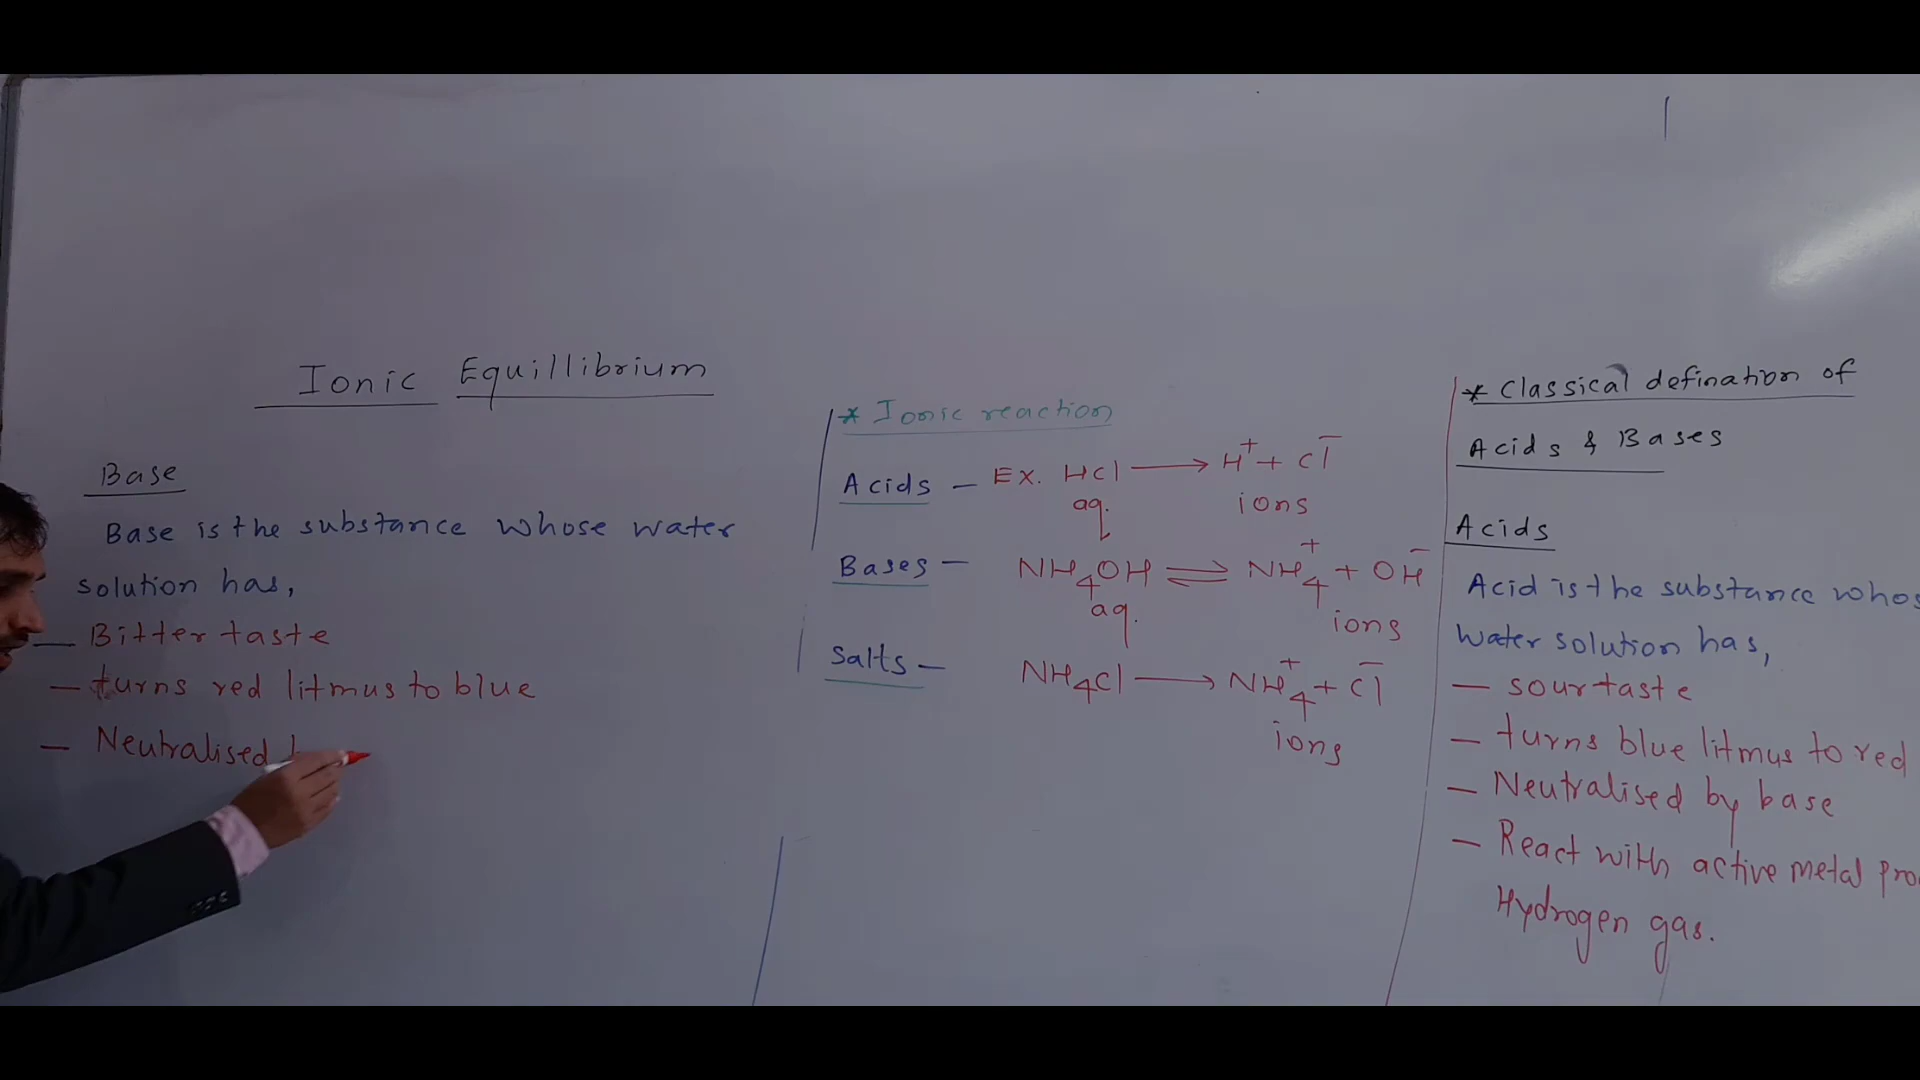 Ionic Equillibrium
Base
Base is the substance whose water
solution has,
— Bitter taste
— turns red litmus to blue
— Neutralised
* Ionic reaction
Acids — Ex. HCl ⟶ H⁺ + Cl⁻
aq. ions
Bases — NH₄OH ⇌ NH₄⁺ + OH⁻
aq. ions
Salts — NH₄Cl ⟶ NH₄⁺ + Cl⁻
ions
* Classical defination of
Acids & Bases
Acids
Acid is the substance whos
water solution has,
— sour taste
— turns blue litmus to red
— Neutralised by base
— React with active metal pro
Hydrogen gas.